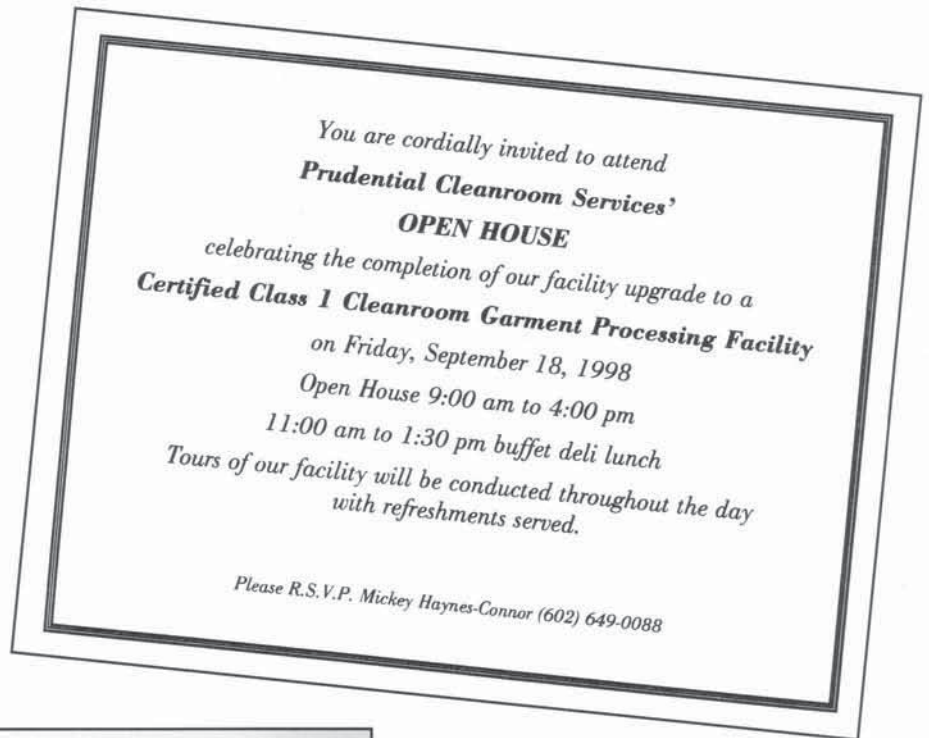 You are cordially invited to attend
Prudential Cleanroom Services'
OPEN HOUSE
celebrating the completion of our facility upgrade to a
Certified Class 1 Cleanroom Garment Processing Facility
on Friday, September 18, 1998
Open House 9:00 am to 4:00 pm
11:00 am to 1:30 pm buffet deli lunch
Tours of our facility will be conducted throughout the day
with refreshments served.
Please R.S.V.P. Mickey Haynes-Connor (602) 649-0088